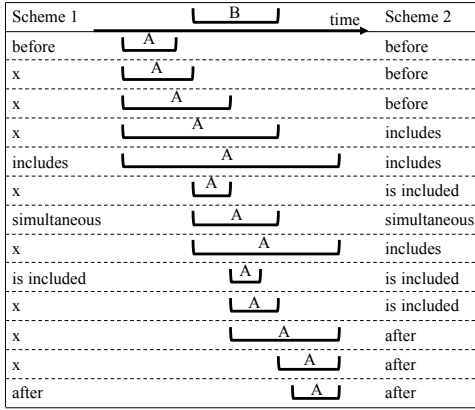 Scheme 1 B time Scheme 2
before A before
x A before
x A before
x A includes
includes A includes
x A is included
simultaneous A simultaneous
x A includes
is included A is included
x A is included
x A after
x A after
after A after